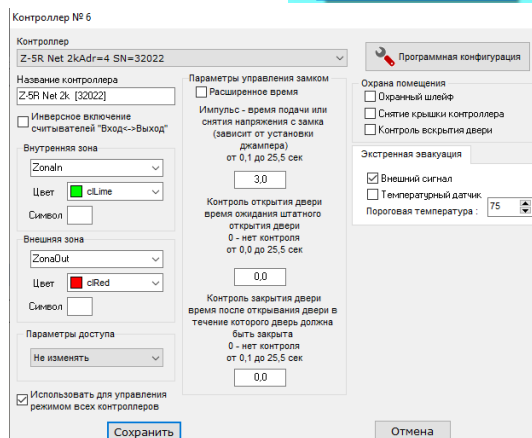 Контроллер № 6
Контроллер
Z-5R Net 2kAdr=4 SN=32022
Программная конфигурация
Название контроллера
Z-5R Net 2k [32022]
Инверсное включение
считывателей "Вход<->Выход"
Внутренняя зона
ZonaIn
Цвет
clLime
Символ
Внешняя зона
ZonaOut
Цвет
clRed
Символ
Параметры доступа
Не изменять
Использовать для управления
режимом всех контроллеров
Параметры управления замком
Расширенное время
Импульс - время подачи или
снятия напряжения с замка
(зависит от установки
джампера)
от 0,1 до 25,5 сек
3,0
Контроль открытия двери
время ожидания штатного
открытия двери
0 - нет контроля
от 0,0 до 25,5 сек
0,0
Контроль закрытия двери
время после открывания двери в
течение которого дверь должна
быть закрыта
0 - нет контроля
от 0,1 до 25,5 сек
0,0
Охрана помещения
Охранный шлейф
Снятие крышки контроллера
Контроль вскрытия двери
Экстренная эвакуация
Внешний сигнал
Температурный датчик
Пороговая температура :
75
Сохранить
Отмена